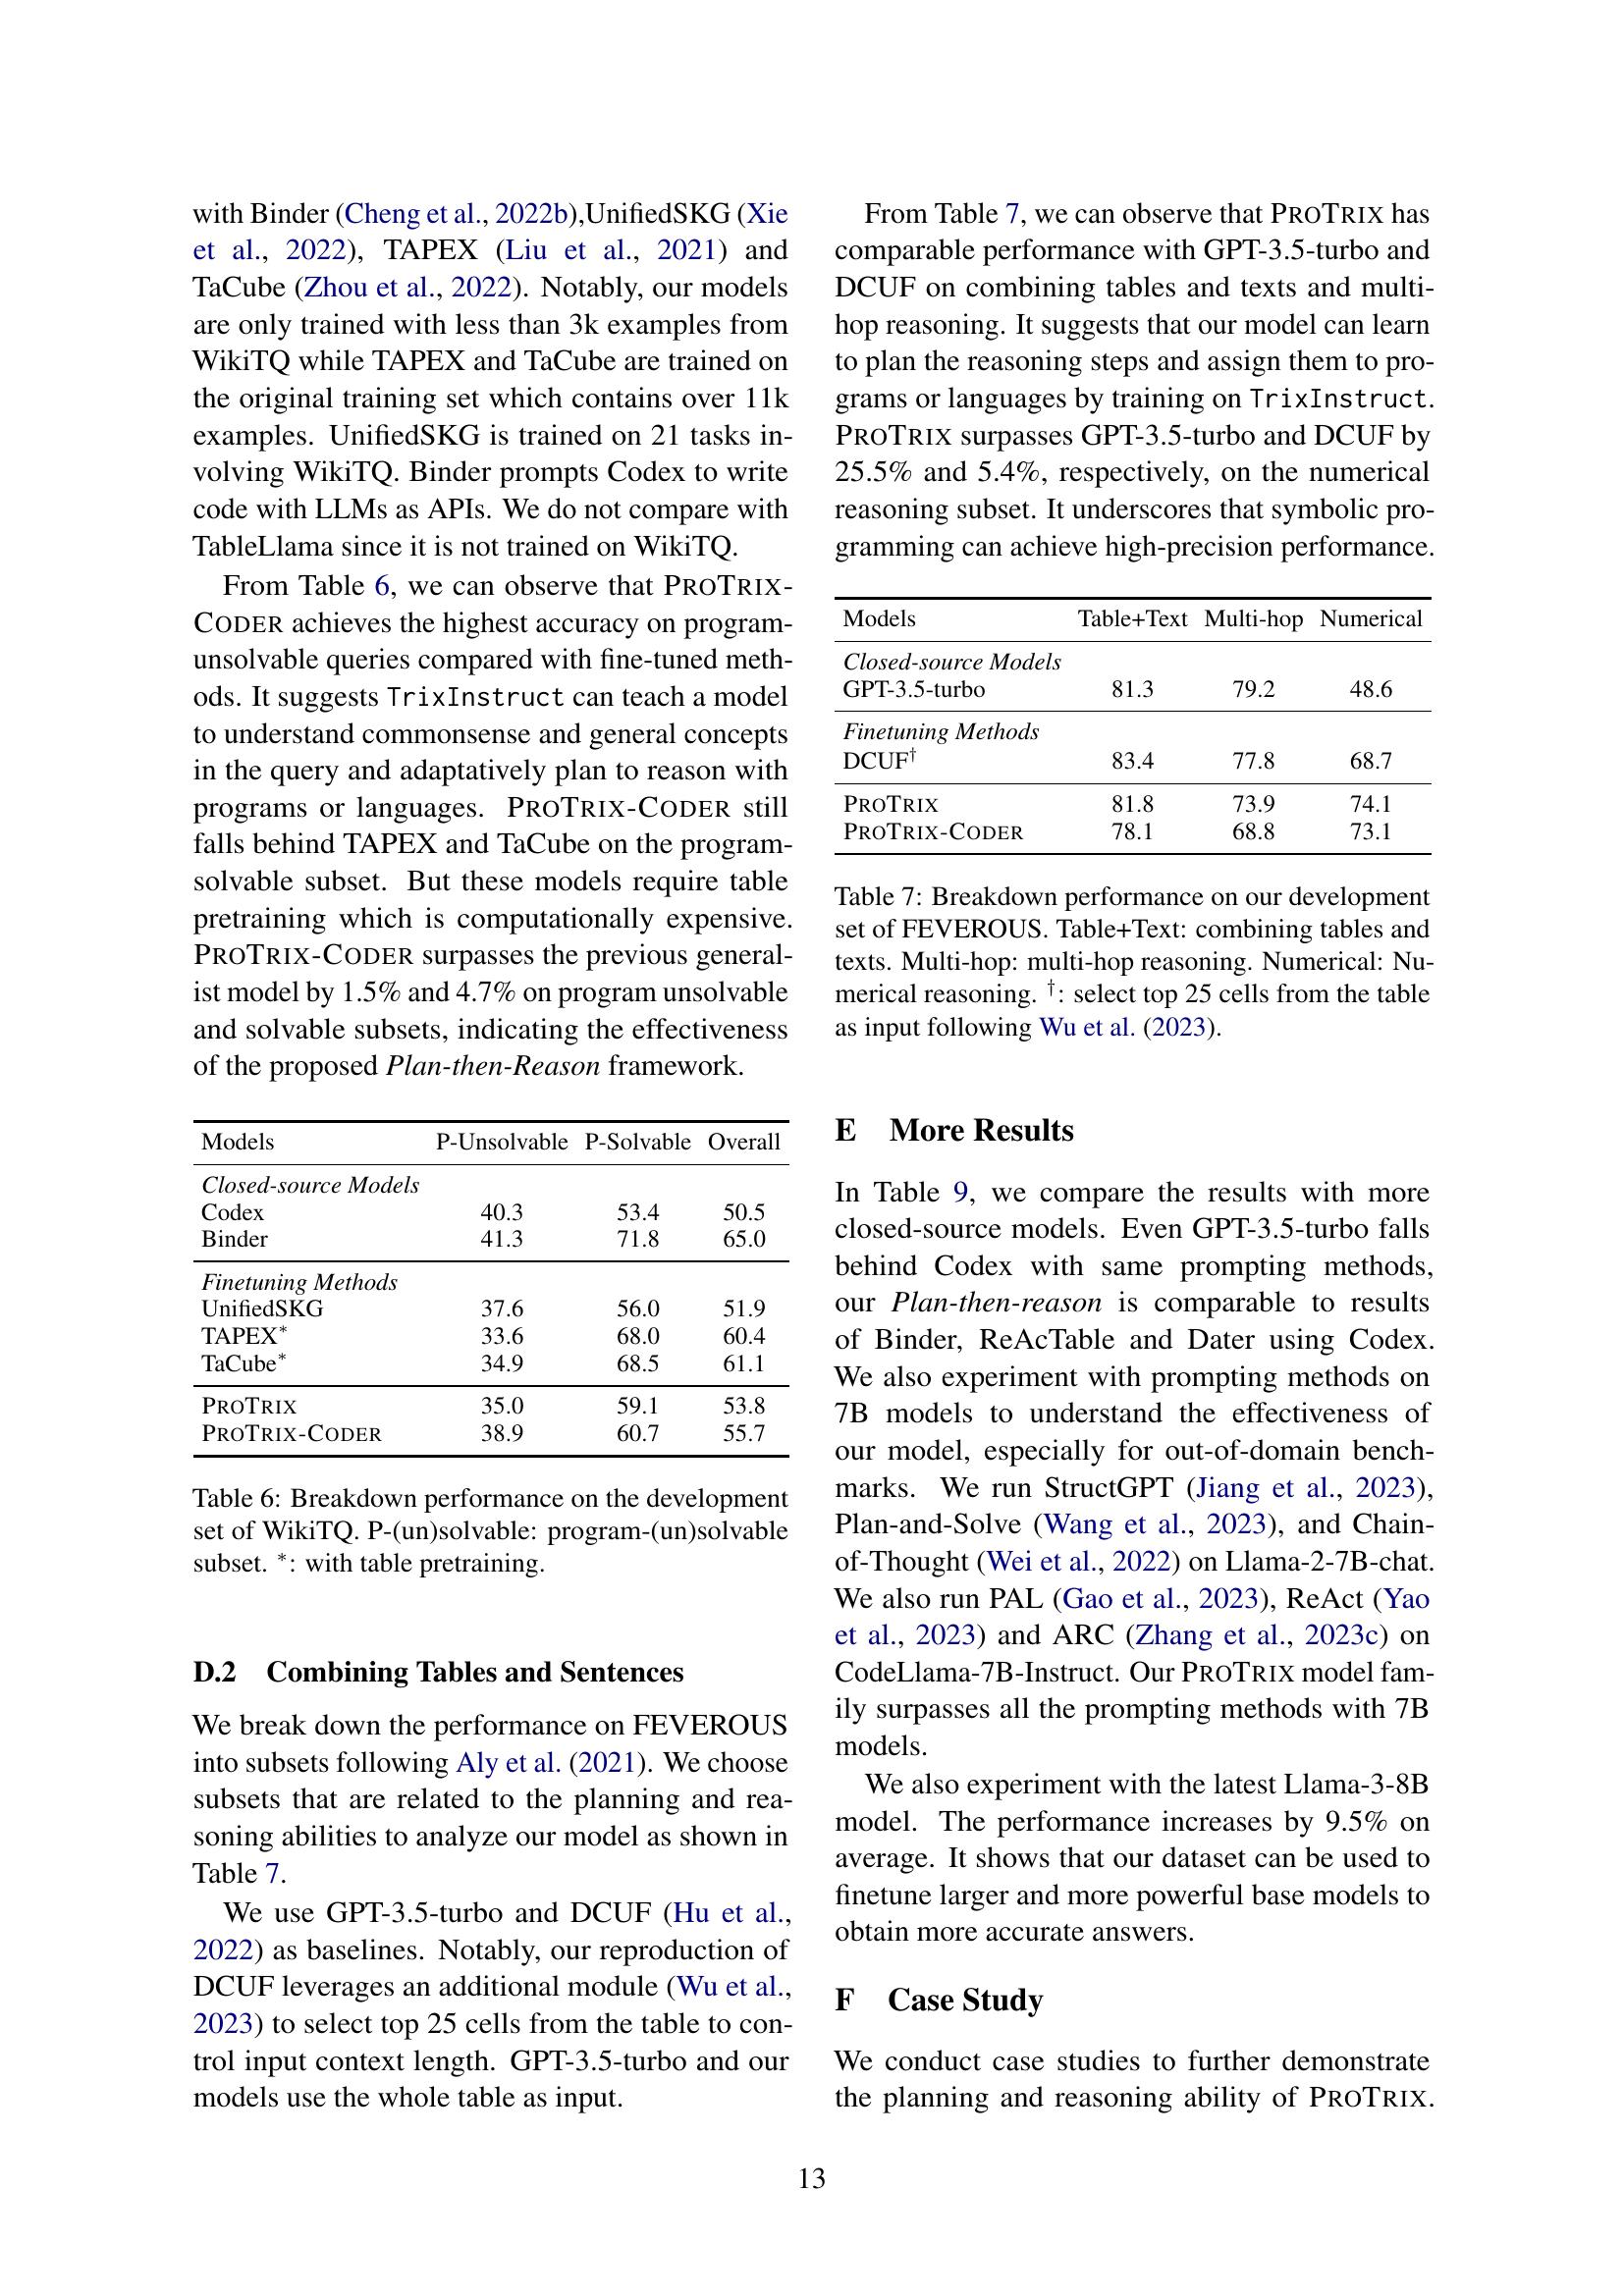 with Binder (Cheng et al., 2022b),UnifiedSKG (Xie
et al., 2022), TAPEX (Liu et al., 2021) and
TaCube (Zhou et al., 2022). Notably, our models
are only trained with less than 3k examples from
WikiTQ while TAPEX and TaCube are trained on
the original training set which contains over 11k
examples. UnifiedSKG is trained on 21 tasks in-
volving WikiTQ. Binder prompts Codex to write
code with LLMs as APIs. We do not compare with
TableLlama since it is not trained on WikiTQ.
From Table 6, we can observe that PROTRIX-
CODER achieves the highest accuracy on program-
unsolvable queries compared with fine-tuned meth-
ods. It suggests TrixInstruct can teach a model
to understand commonsense and general concepts
in the query and adaptatively plan to reason with
programs or languages. PROTRIX-CODER still
falls behind TAPEX and TaCube on the program-
solvable subset. But these models require table
pretraining which is computationally expensive.
PROTRIX-CODER surpasses the previous general-
ist model by 1.5% and 4.7% on program unsolvable
and solvable subsets, indicating the effectiveness
of the proposed Plan-then-Reason framework.
Models P-Unsolvable P-Solvable Overall
Closed-source Models
Codex 40.3 53.4 50.5
Binder 41.3 71.8 65.0
Finetuning Methods
UnifiedSKG 37.6 56.0 51.9
TAPEX* 33.6 68.0 60.4
TaCube* 34.9 68.5 61.1
PROTRIX 35.0 59.1 53.8
PROTRIX-CODER 38.9 60.7 55.7
Table 6: Breakdown performance on the development
set of WikiTQ. P-(un)solvable: program-(un)solvable
subset. *: with table pretraining.
D.2 Combining Tables and Sentences
We break down the performance on FEVEROUS
into subsets following Aly et al. (2021). We choose
subsets that are related to the planning and rea-
soning abilities to analyze our model as shown in
Table 7.
We use GPT-3.5-turbo and DCUF (Hu et al.,
2022) as baselines. Notably, our reproduction of
DCUF leverages an additional module (Wu et al.,
2023) to select top 25 cells from the table to con-
trol input context length. GPT-3.5-turbo and our
models use the whole table as input.
From Table 7, we can observe that PROTRIX has
comparable performance with GPT-3.5-turbo and
DCUF on combining tables and texts and multi-
hop reasoning. It suggests that our model can learn
to plan the reasoning steps and assign them to pro-
grams or languages by training on TrixInstruct.
PROTRIX surpasses GPT-3.5-turbo and DCUF by
25.5% and 5.4%, respectively, on the numerical
reasoning subset. It underscores that symbolic pro-
gramming can achieve high-precision performance.
Models Table+Text Multi-hop Numerical
Closed-source Models
GPT-3.5-turbo 81.3 79.2 48.6
Finetuning Methods
DCUF† 83.4 77.8 68.7
PROTRIX 81.8 73.9 74.1
PROTRIX-CODER 78.1 68.8 73.1
Table 7: Breakdown performance on our development
set of FEVEROUS. Table+Text: combining tables and
texts. Multi-hop: multi-hop reasoning. Numerical: Nu-
merical reasoning. †: select top 25 cells from the table
as input following Wu et al. (2023).
E More Results
In Table 9, we compare the results with more
closed-source models. Even GPT-3.5-turbo falls
behind Codex with same prompting methods,
our Plan-then-reason is comparable to results
of Binder, ReAcTable and Dater using Codex.
We also experiment with prompting methods on
7B models to understand the effectiveness of
our model, especially for out-of-domain bench-
marks. We run StructGPT (Jiang et al., 2023),
Plan-and-Solve (Wang et al., 2023), and Chain-
of-Thought (Wei et al., 2022) on Llama-2-7B-chat.
We also run PAL (Gao et al., 2023), ReAct (Yao
et al., 2023) and ARC (Zhang et al., 2023c) on
CodeLlama-7B-Instruct. Our PROTRIX model fam-
ily surpasses all the prompting methods with 7B
models.
We also experiment with the latest Llama-3-8B
model. The performance increases by 9.5% on
average. It shows that our dataset can be used to
finetune larger and more powerful base models to
obtain more accurate answers.
F Case Study
We conduct case studies to further demonstrate
the planning and reasoning ability of PROTRIX.
13